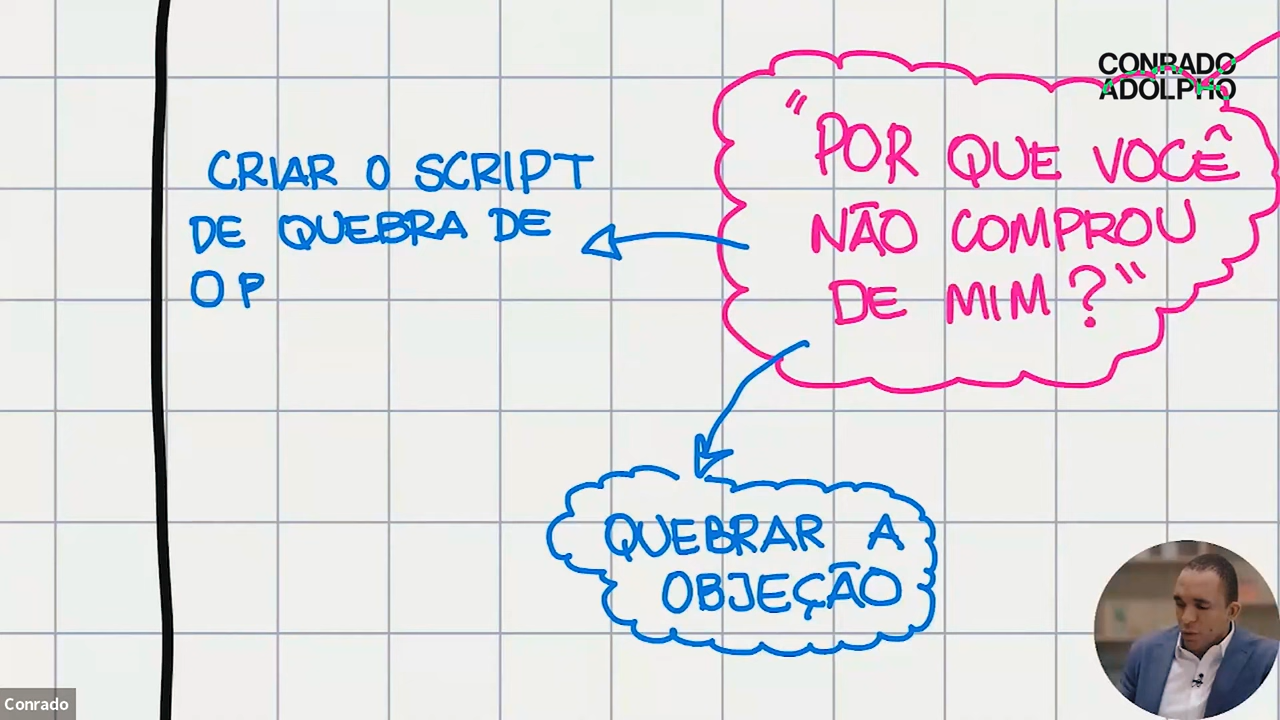 CONRADO
ADOLPHO
"POR QUE VOCÊ
NÃO COMPROU
DE MIM?"
CRIAR O SCRIPT
DE QUEBRA DE
OP
QUEBRAR A
OBJEÇÃO
Conrado